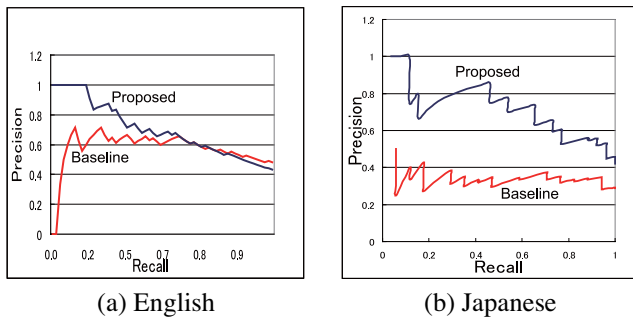 1.2
1
0.8
0.6
0.4
0.2
0
Precision
Proposed
Baseline
0.0 0.2 0.5 0.7 0.8 0.9
Recall
(a) English
1.2
1
0.8
0.6
0.4
0.2
0
Precision
Proposed
Baseline
0 0.2 0.4 0.6 0.8 1
Recall
(b) Japanese